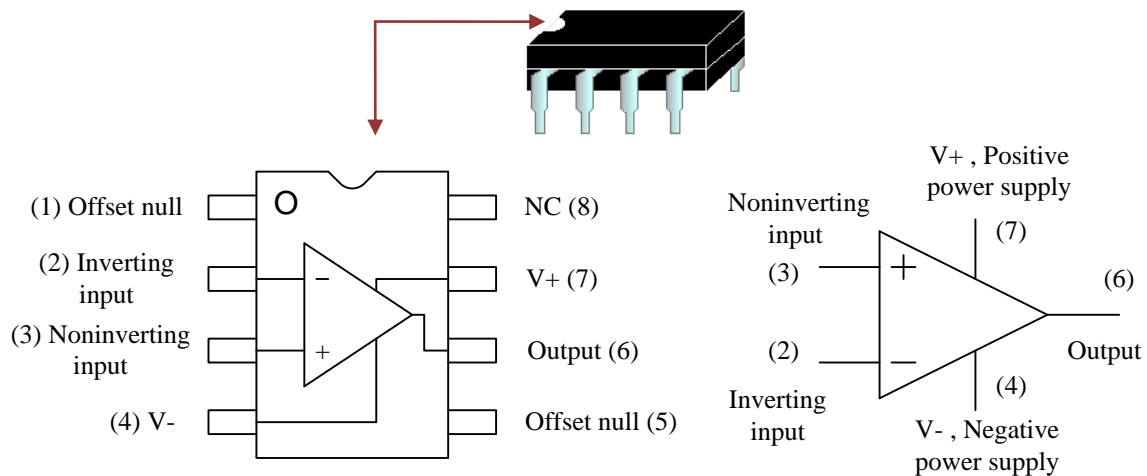 O
(1) Offset null
(2) Inverting
input
(3) Noninverting
input
(4) V-
−
+
NC (8)
V+ (7)
Output (6)
Offset null (5)
V+ , Positive
power supply
(7)
Noninverting
input
(3)
+
(6)
Output
(2)
−
Inverting
input
(4)
V- , Negative
power supply